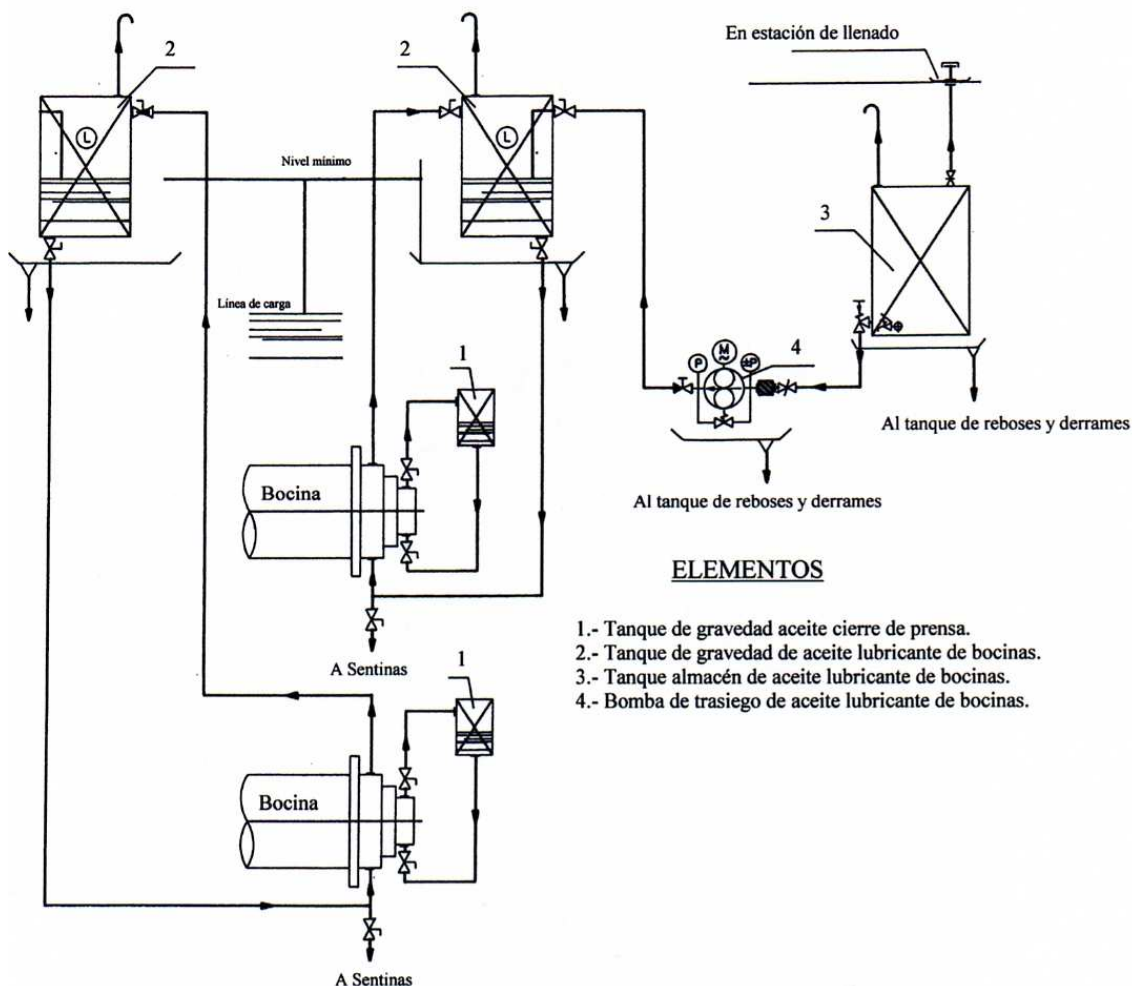 En estación de llenado
2
2
L
L
Nivel mínimo
3
Línea de carga
1
4
P
M
±P
Al tanque de reboses y derrames
Bocina
Al tanque de reboses y derrames
ELEMENTOS
1.- Tanque de gravedad aceite cierre de prensa.
2.- Tanque de gravedad de aceite lubricante de bocinas.
3.- Tanque almacén de aceite lubricante de bocinas.
4.- Bomba de trasiego de aceite lubricante de bocinas.
A Sentinas
1
Bocina
A Sentinas